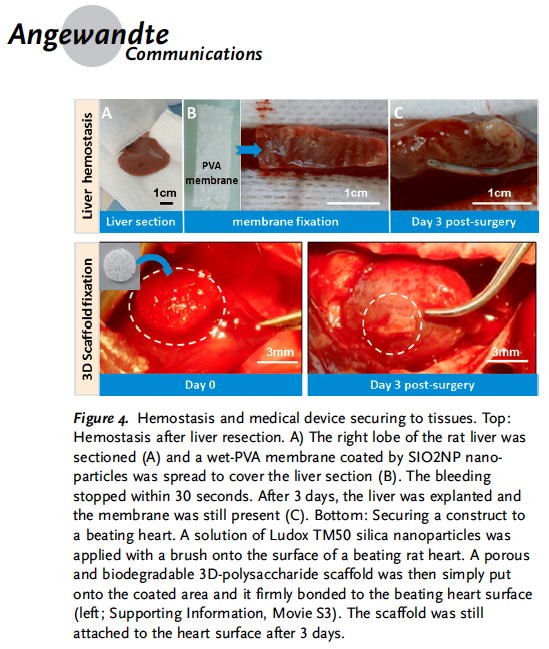 Angewandte
Communications
Liver hemostasis
A
B
C
PVA
membrane
1cm
1cm
1cm
Liver section
membrane fixation
Day 3 post-surgery
3D Scaffold fixation
3mm
3mm
Day 0
Day 3 post-surgery
Figure 4. Hemostasis and medical device securing to tissues. Top:
Hemostasis after liver resection. A) The right lobe of the rat liver was
sectioned (A) and a wet-PVA membrane coated by SIO2NP nano-
particles was spread to cover the liver section (B). The bleeding
stopped within 30 seconds. After 3 days, the liver was explanted and
the membrane was still present (C). Bottom: Securing a construct to
a beating heart. A solution of Ludox TM50 silica nanoparticles was
applied with a brush onto the surface of a beating rat heart. A porous
and biodegradable 3D-polysaccharide scaffold was then simply put
onto the coated area and it firmly bonded to the beating heart surface
(left; Supporting Information, Movie S3). The scaffold was still
attached to the heart surface after 3 days.